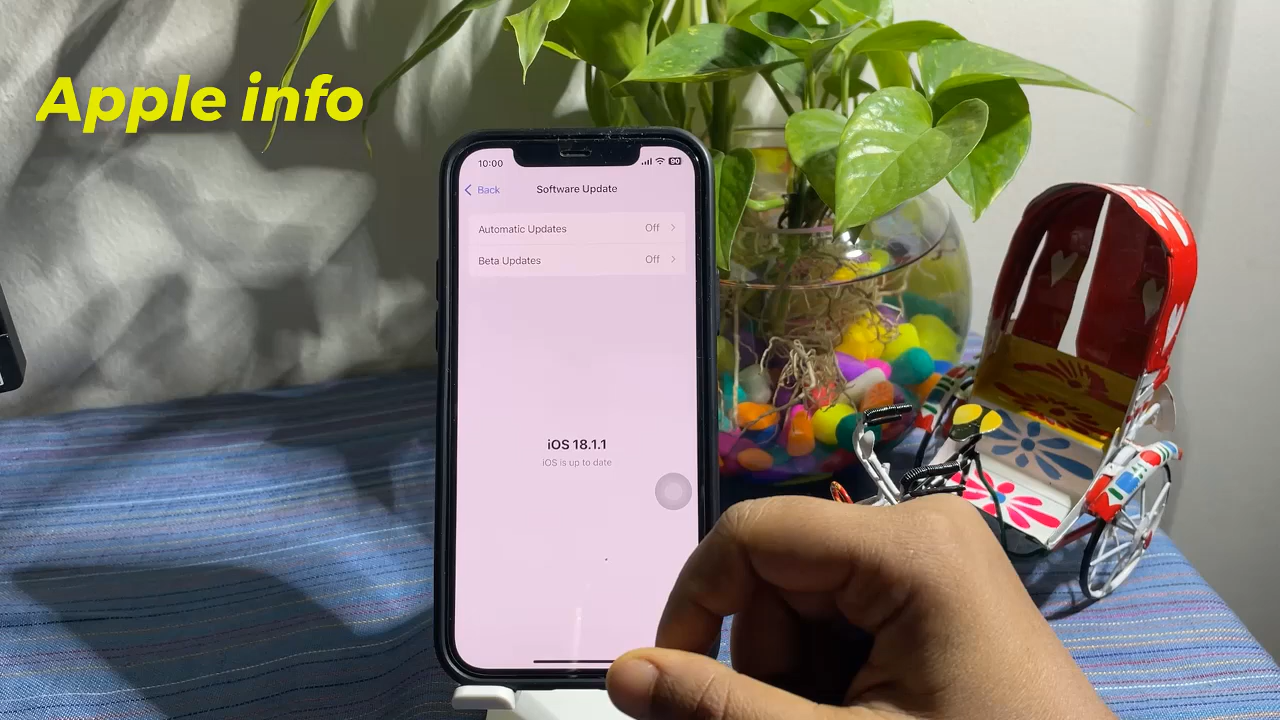 Apple info
10:00
90
Back
Software Update
Automatic Updates Off
Beta Updates Off
iOS 18.1.1
iOS is up to date